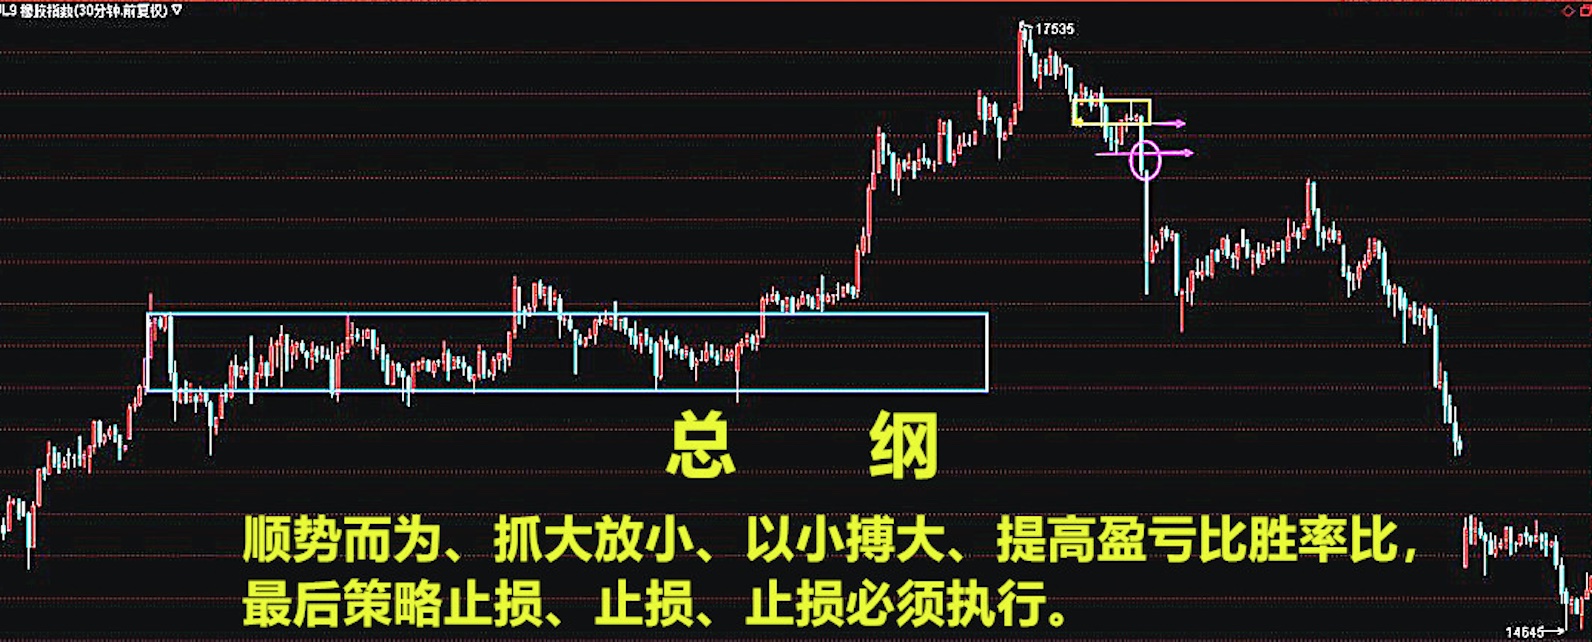 JL9 橡胶指数(30分钟.前复权)
17535
总 纲
顺势而为、抓大放小、以小搏大、提高盈亏比胜率比，
最后策略止损、止损、止损必须执行。
14645